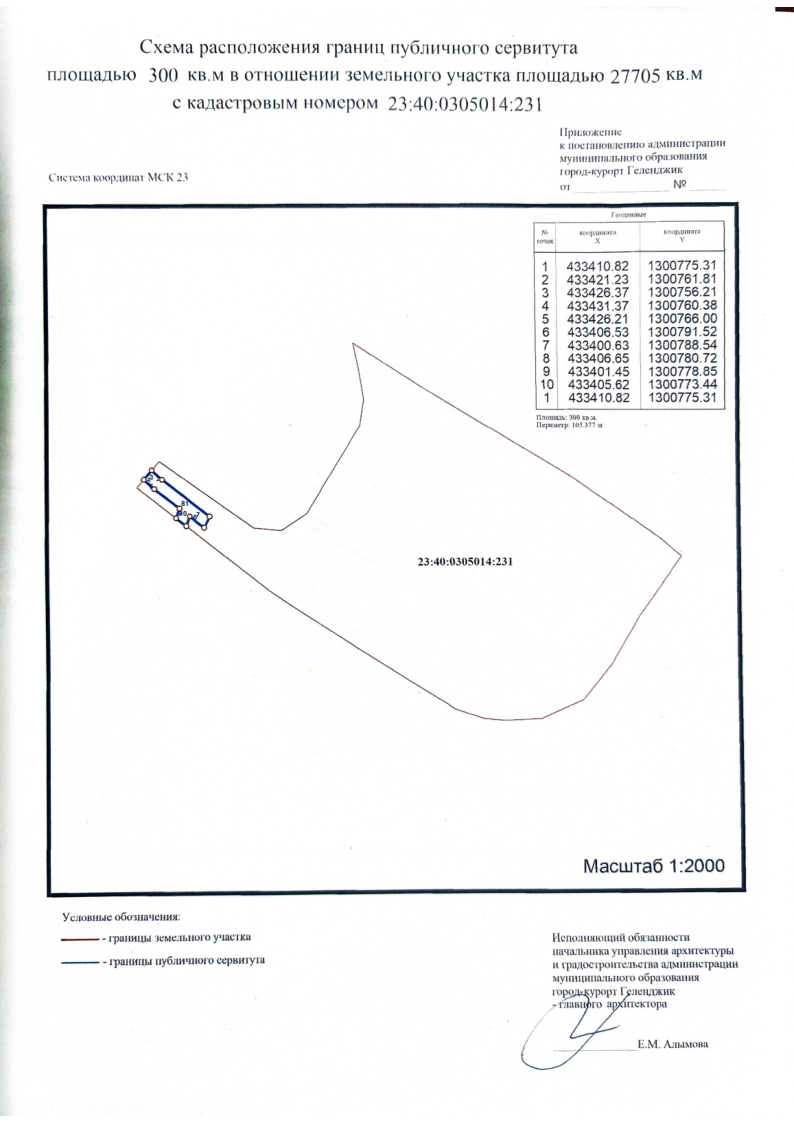 Схема расположения границ публичного сервитута
площадью 300 кв.м в отношении земельного участка площадью 27705 кв.м
с кадастровым номером 23:40:0305014:231
Приложение
к постановлению администрации
муниципального образования
город-курорт Геленджик
от ____________ № ______
Система координат МСК 23
Геоданные
№ точки координата X координата Y
1 433410.82 1300775.31
2 433421.23 1300761.81
3 433426.37 1300756.21
4 433431.37 1300760.38
5 433426.21 1300766.00
6 433406.53 1300791.52
7 433400.63 1300788.54
8 433406.65 1300780.72
9 433401.45 1300778.85
10 433405.62 1300773.44
1 433410.82 1300775.31
Площадь: 300 кв.м.
Периметр: 105.377 м
23:40:0305014:231
Масштаб 1:2000
Условные обозначения:
- границы земельного участка
- границы публичного сервитута
Исполняющий обязанности
начальника управления архитектуры
и градостроительства администрации
муниципального образования
город-курорт Геленджик
- главного архитектора
____________Е.М. Алымова